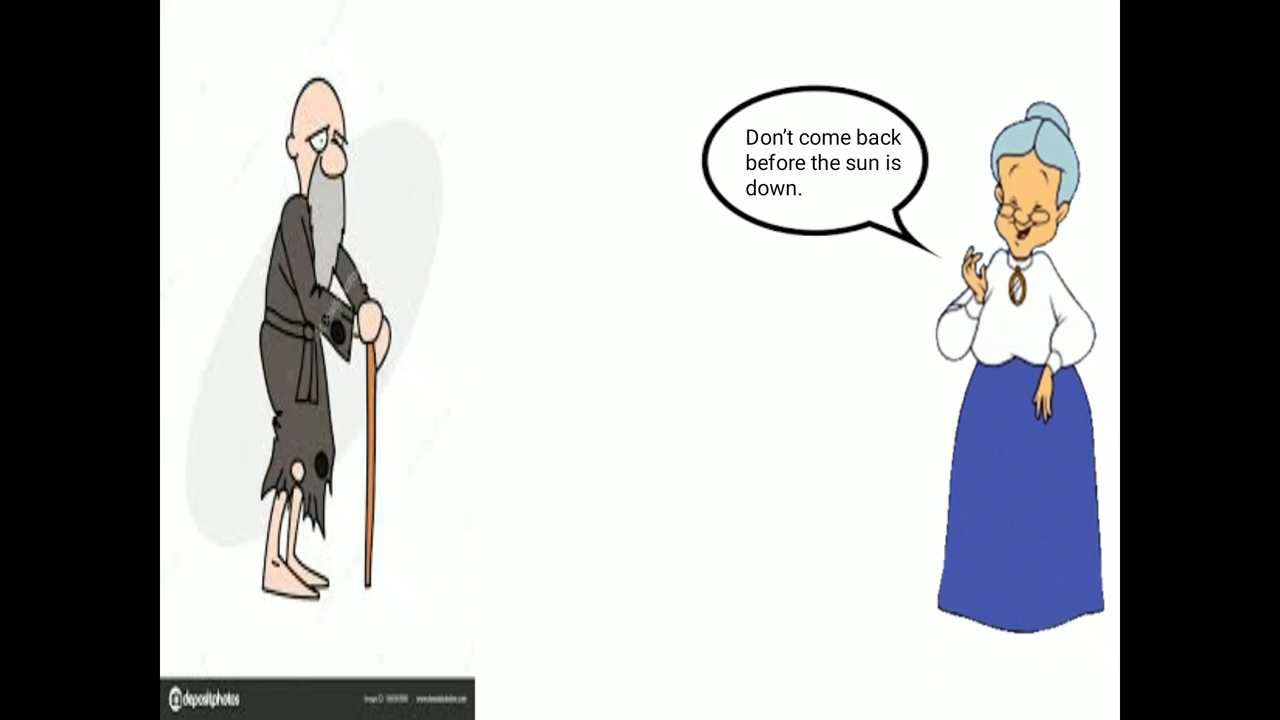 Don't come back
before the sun is
down.
depositphotos